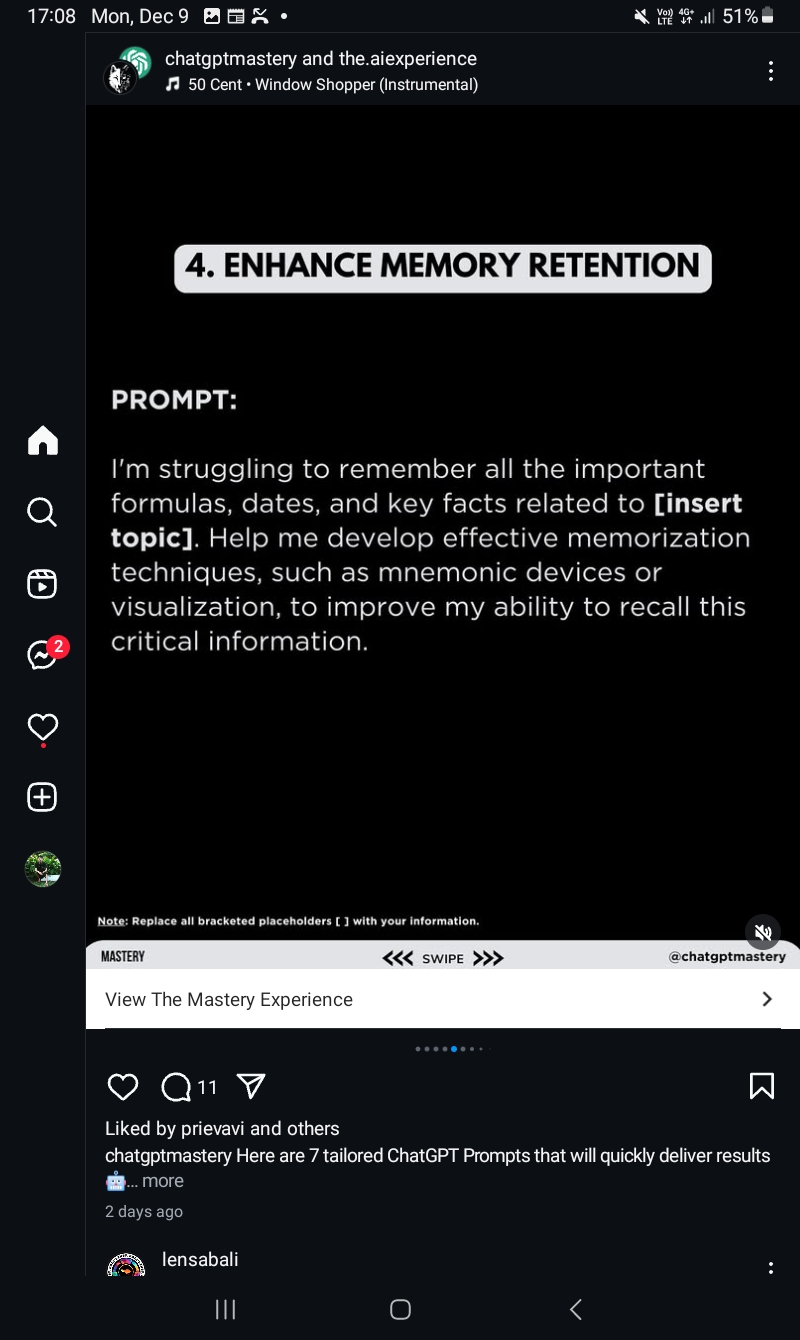 17:08 Mon, Dec 9
Vo) LTE 4G+ 51%
chatgptmastery and the.aiexperience
50 Cent • Window Shopper (Instrumental)
4. ENHANCE MEMORY RETENTION
PROMPT:
I'm struggling to remember all the important
formulas, dates, and key facts related to [insert
topic]. Help me develop effective memorization
techniques, such as mnemonic devices or
visualization, to improve my ability to recall this
critical information.
2
Note: Replace all bracketed placeholders [ ] with your information.
MASTERY <<< SWIPE >>> @chatgptmastery
View The Mastery Experience
11
Liked by prievavi and others
chatgptmastery Here are 7 tailored ChatGPT Prompts that will quickly deliver results
🤖... more
2 days ago
lensabali